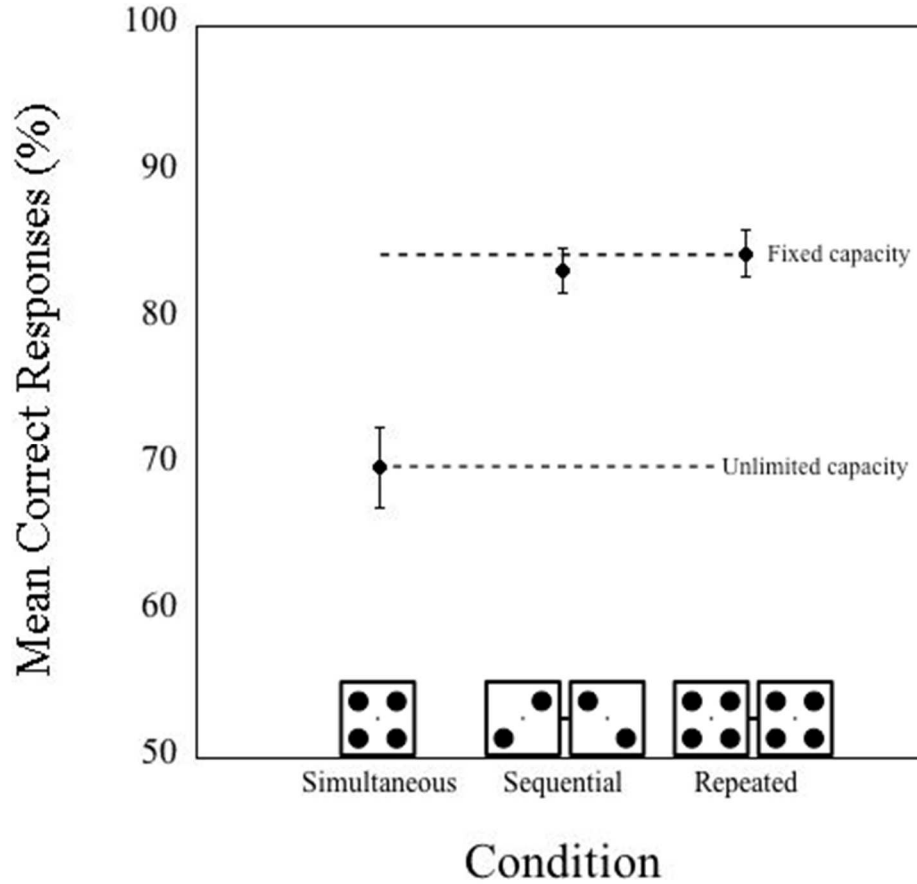 100
90
80
70
60
50
Mean Correct Responses (%)
Fixed capacity
Unlimited capacity
Simultaneous
Sequential
Repeated
Condition